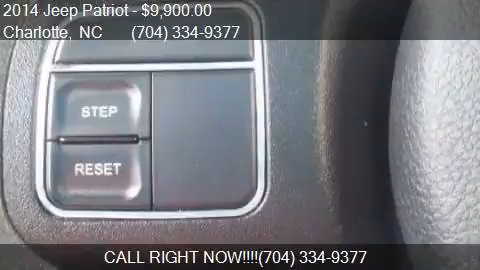 2014 Jeep Patriot - $9,900.00
Charlotte, NC (704) 334-9377
STEP
RESET
CALL RIGHT NOW!!!!(704) 334-9377